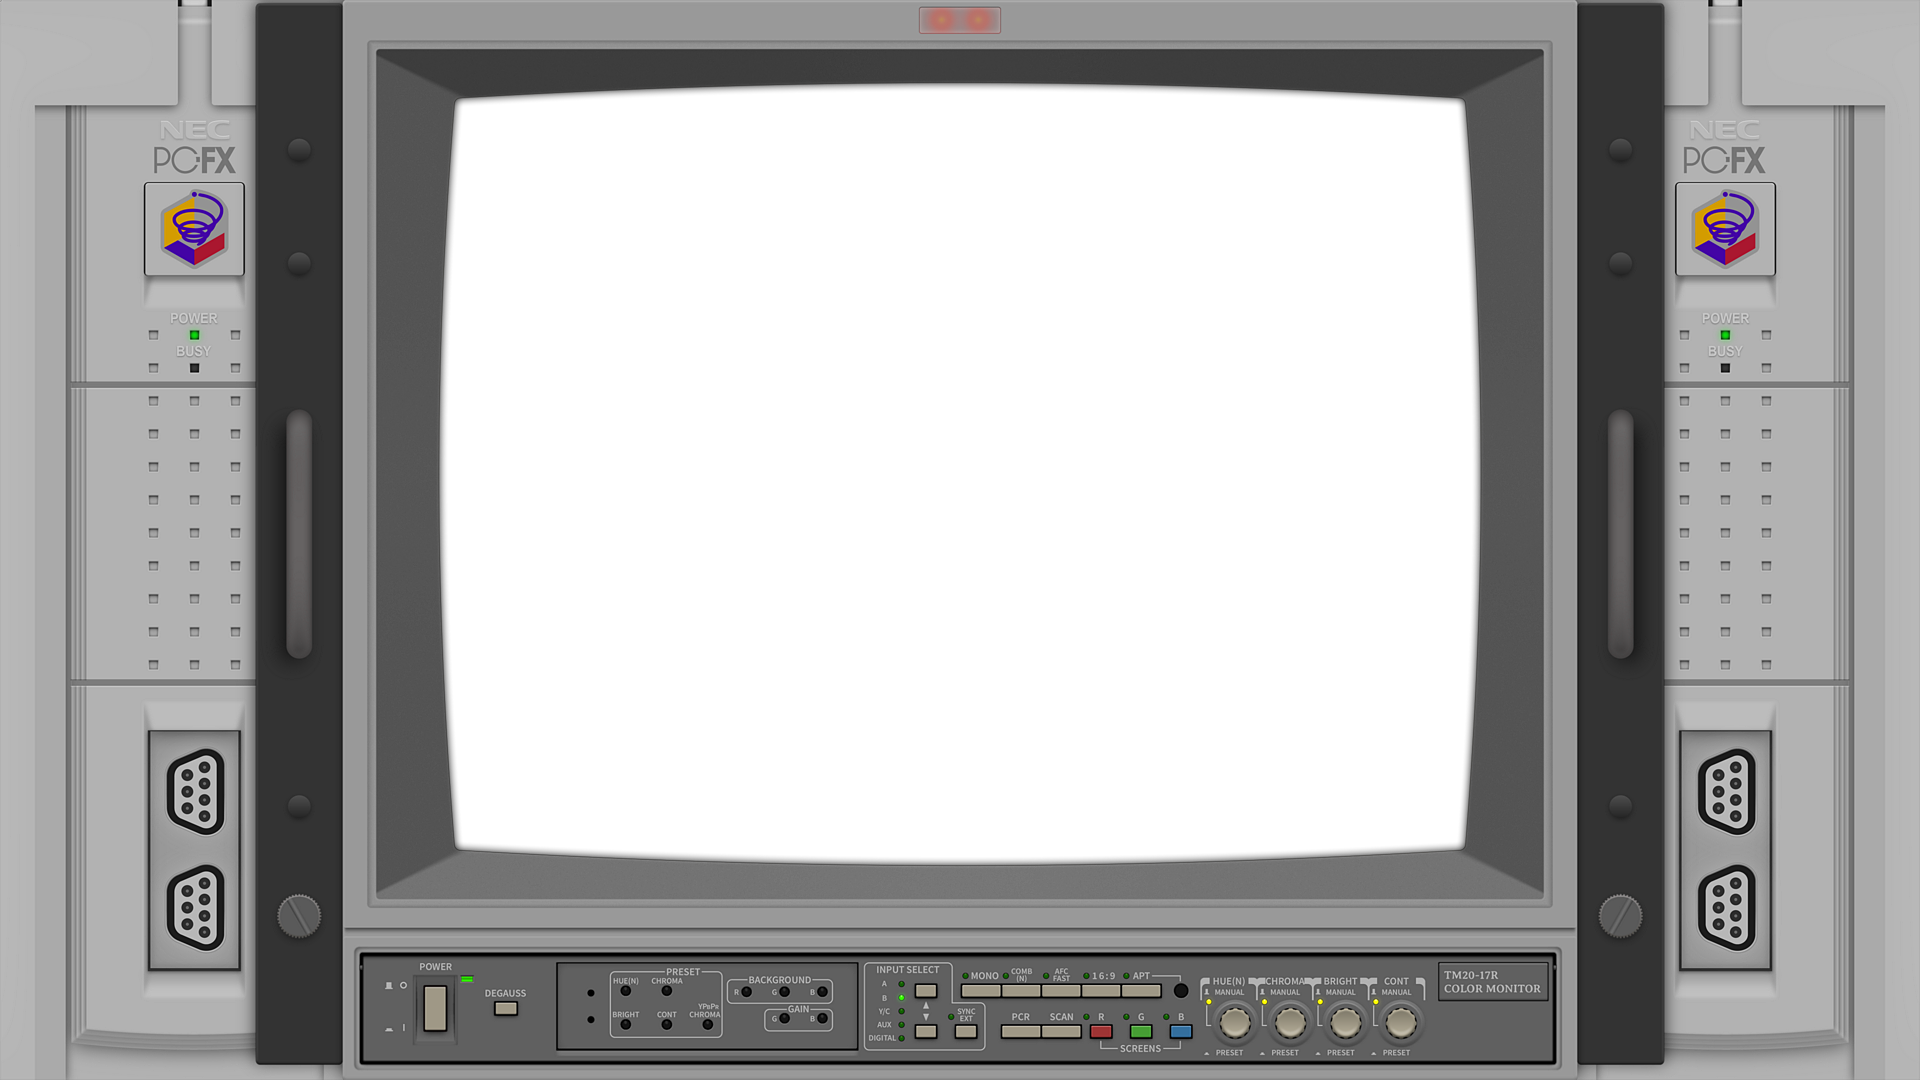 NEC
PC-FX
POWER
BUSY
NEC
PC-FX
POWER
BUSY
POWER
DEGAUSS
PRESET
HUE(N)
CHROMA
BRIGHT
CONT
YPBPR
CHROMA
BACKGROUND
R G B
GAIN
G B
INPUT SELECT
A
B
Y/C
AUX
DIGITAL
SYNC
EXT
MONO
COMB
(N)
AFC
FAST
16:9
APT
PCR
SCAN
R
G
B
SCREENS
HUE(N)
MANUAL
PRESET
CHROMA
MANUAL
PRESET
BRIGHT
MANUAL
PRESET
CONT
MANUAL
PRESET
TM20-17R
COLOR MONITOR